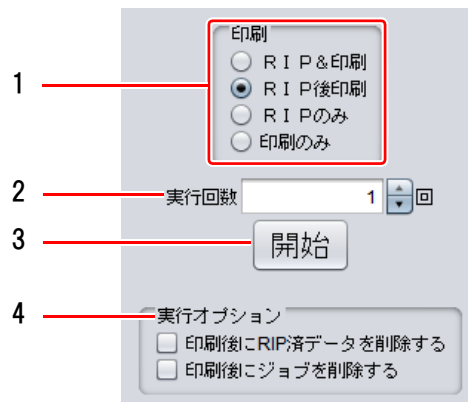 印刷
1
ＲＩＰ&印刷
ＲＩＰ後印刷
ＲＩＰのみ
印刷のみ
2 実行回数 1 回
3 開始
4 実行オプション
印刷後にRIP済データを削除する
印刷後にジョブを削除する